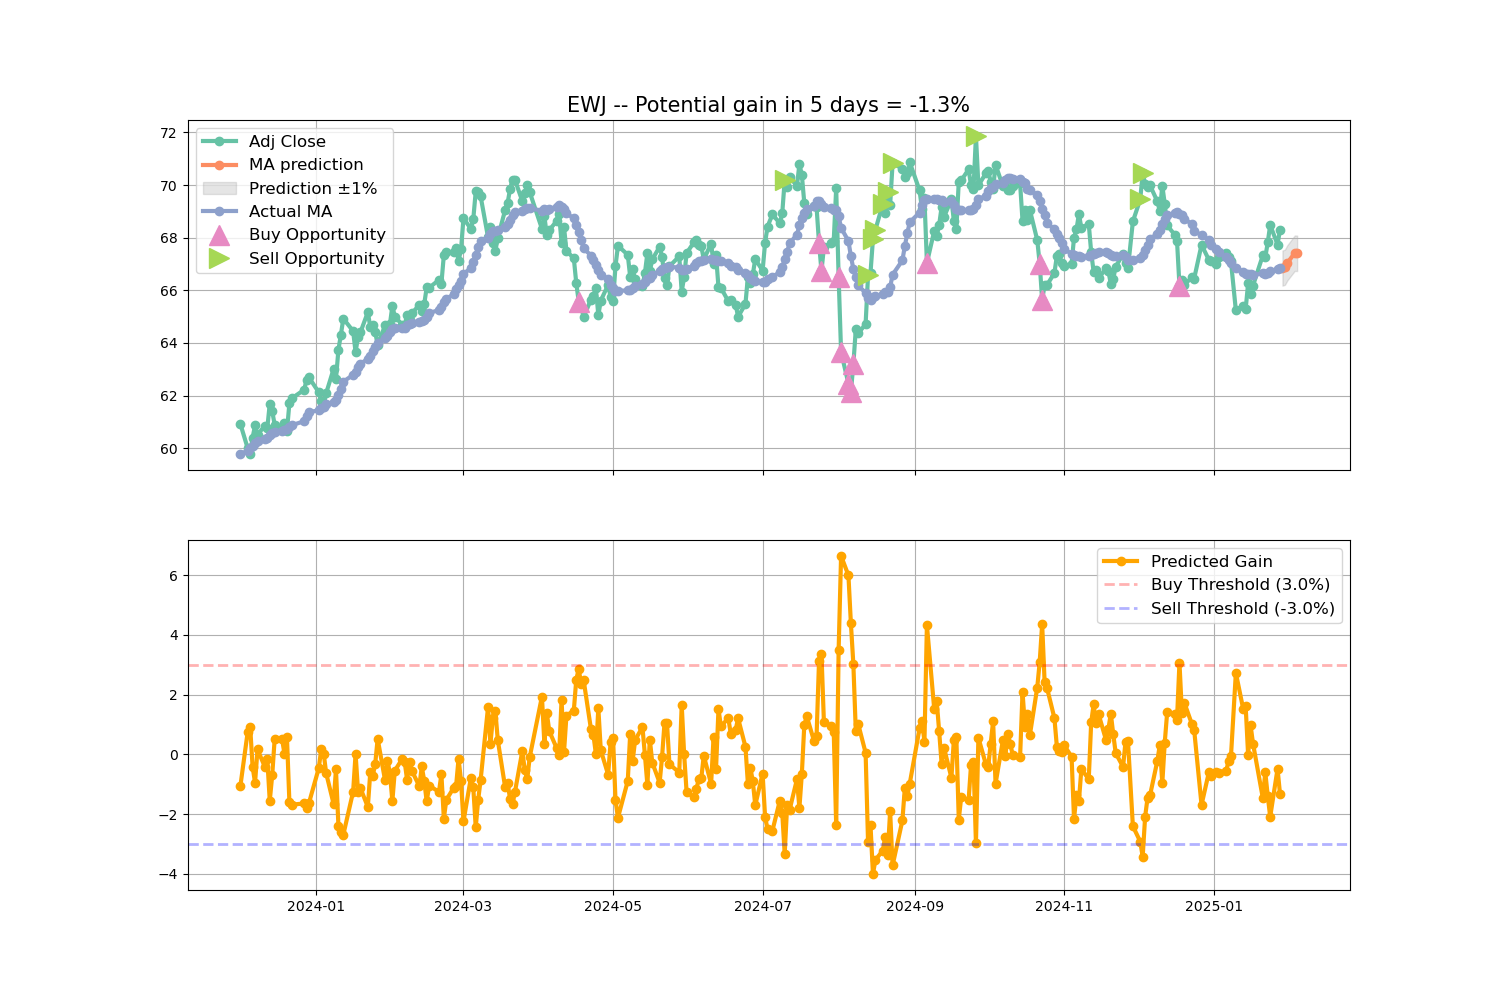 EWJ -- Potential gain in 5 days = -1.3%
72
70
68
66
64
62
60
Adj Close
MA prediction
Prediction ±1%
Actual MA
Buy Opportunity
Sell Opportunity
6
4
2
0
−2
−4
Predicted Gain
Buy Threshold (3.0%)
Sell Threshold (-3.0%)
2024-01
2024-03
2024-05
2024-07
2024-09
2024-11
2025-01